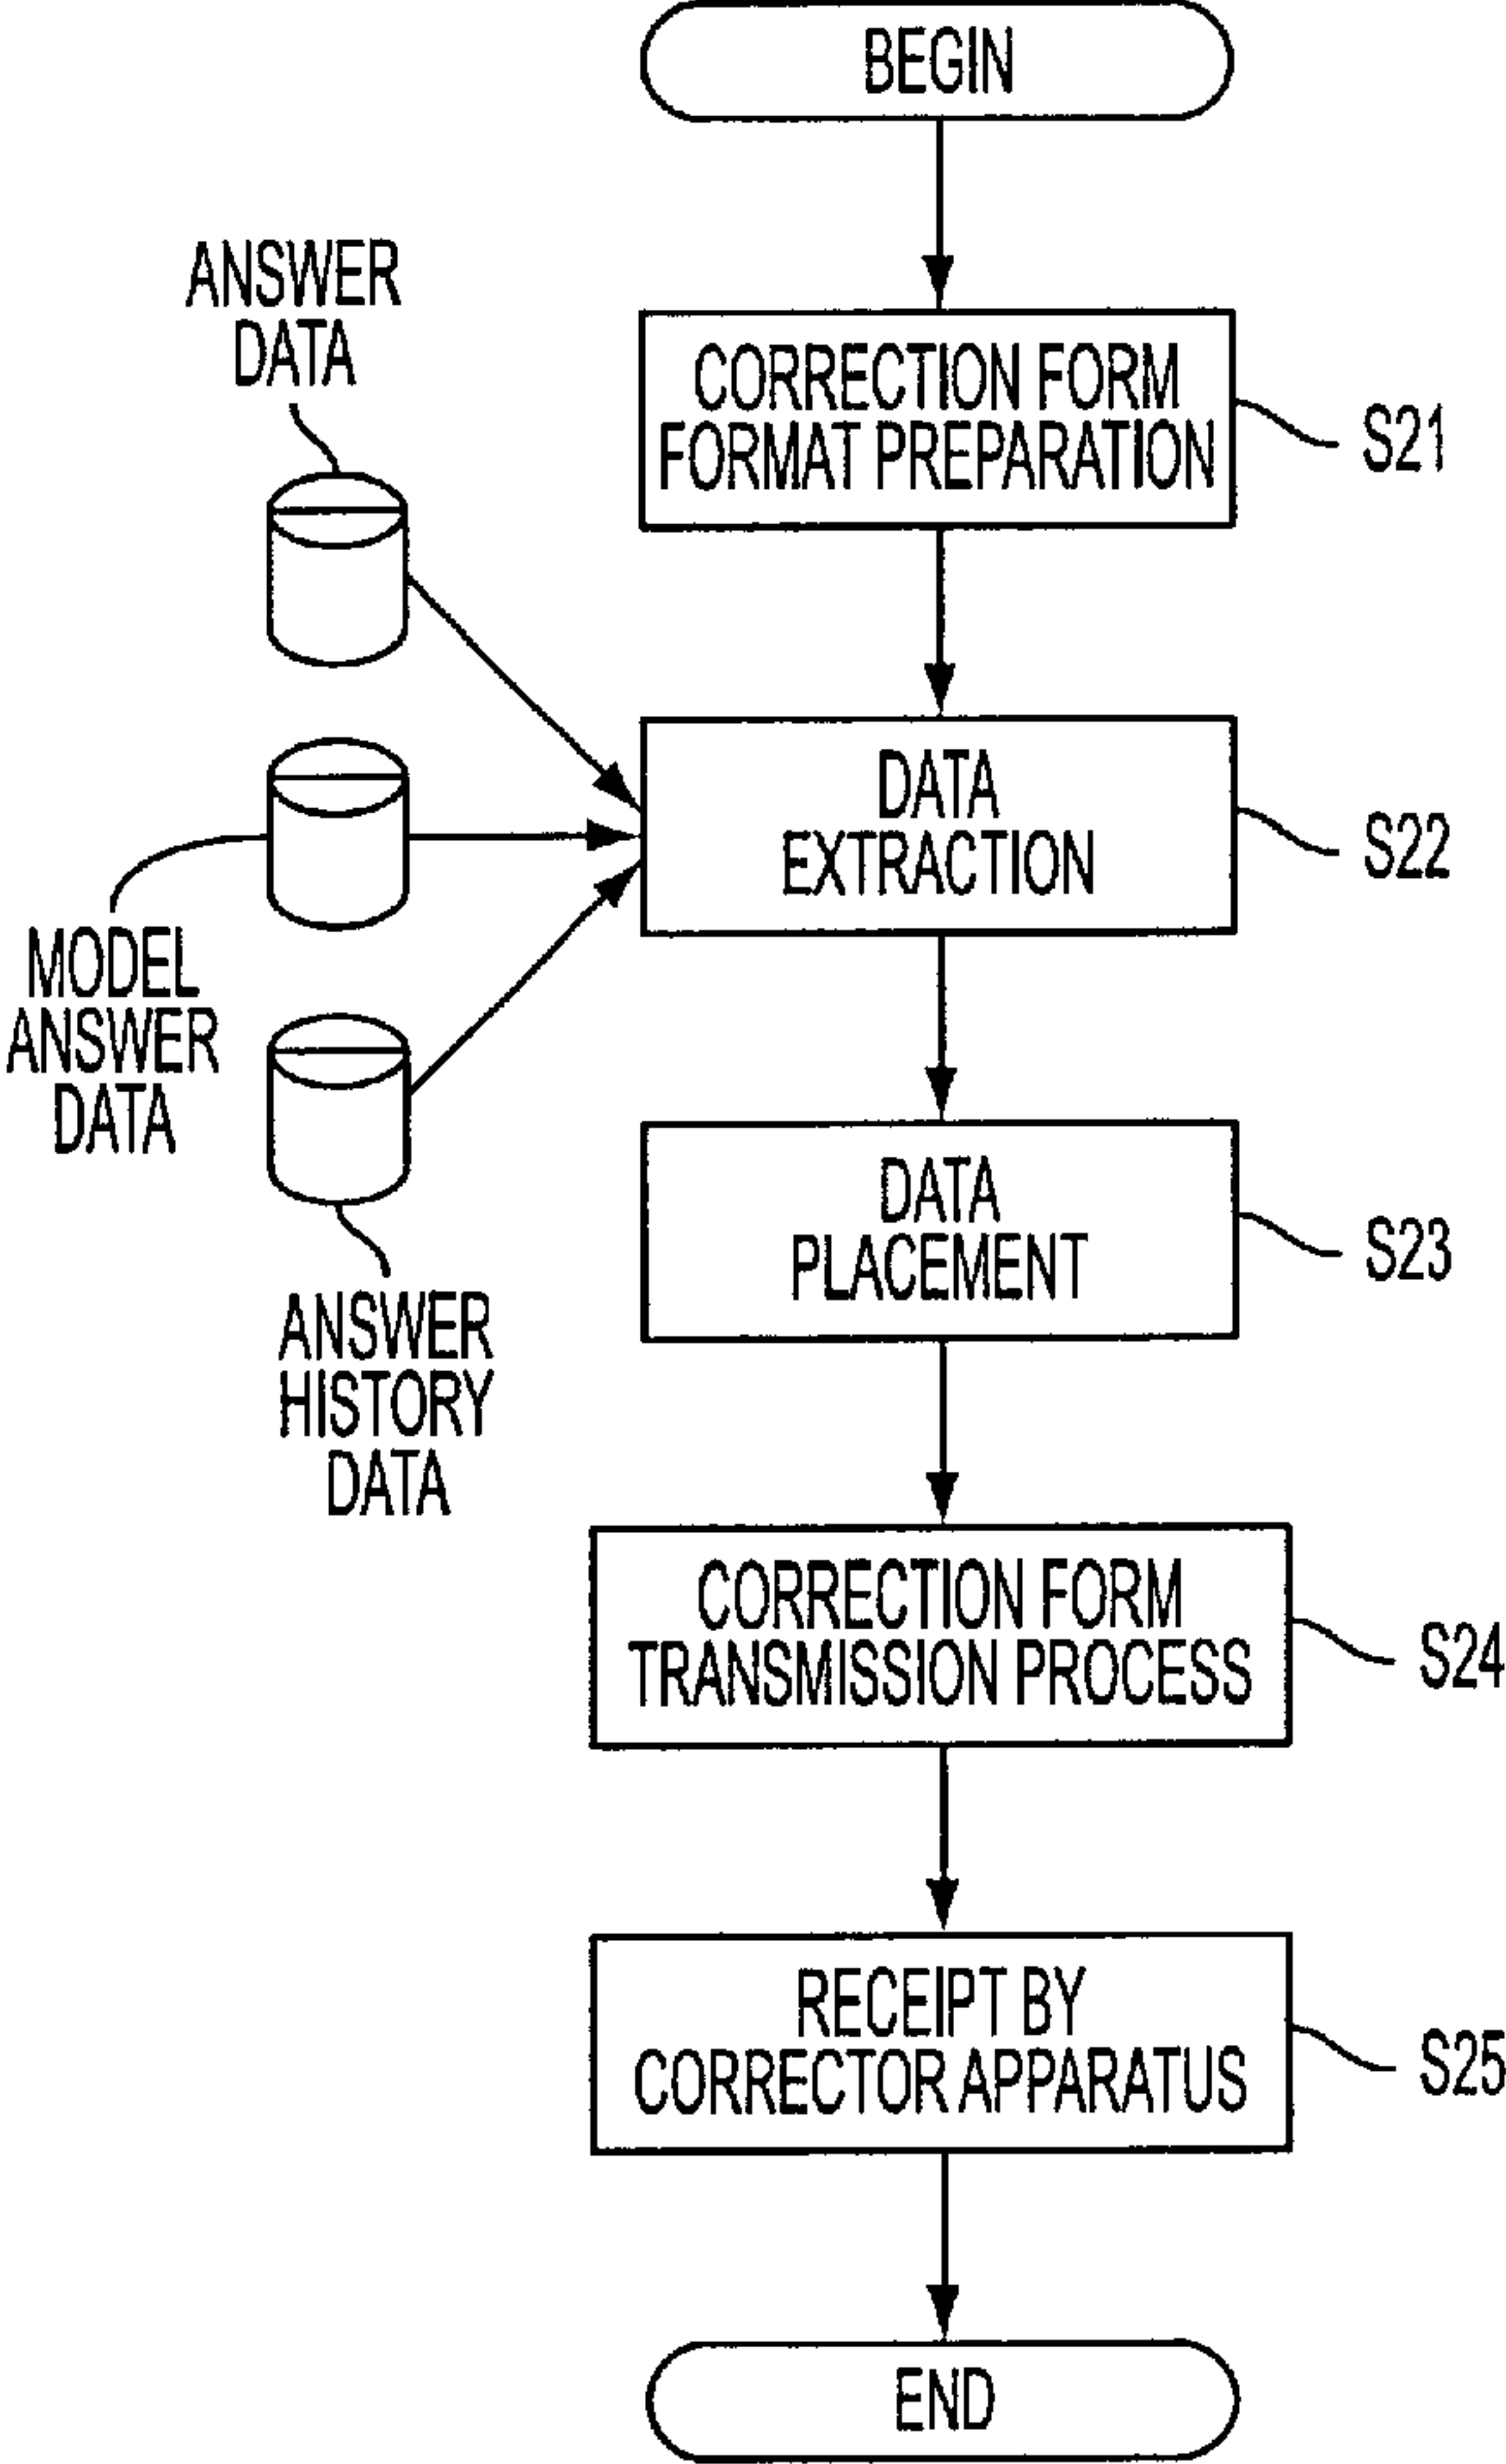 BEGIN
ANSWER
DATA
CORRECTION FORM
FORMAT PREPARATION
S21
DATA
EXTRACTION
S22
MODEL
ANSWER
DATA
DATA
PLACEMENT
S23
ANSWER
HISTORY
DATA
CORRECTION FORM
TRANSMISSION PROCESS
S24
RECEIPT BY
CORRECTOR APPARATUS
S25
END